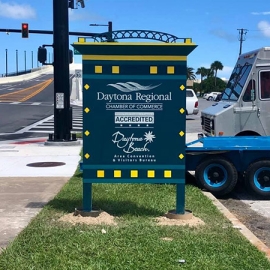 Daytona Regional
CHAMBER OF COMMERCE
ACCREDITED
Daytona
Beach
Area Convention
& Visitors Bureau